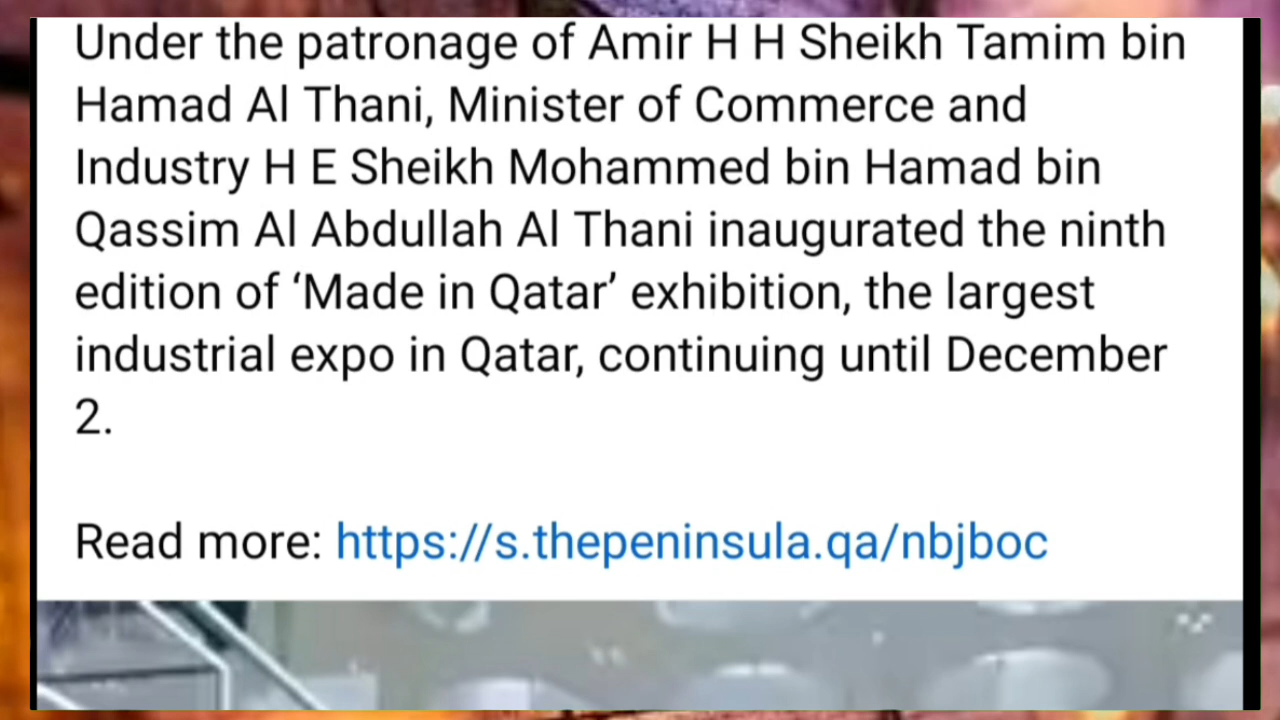 Under the patronage of Amir H H Sheikh Tamim bin
Hamad Al Thani, Minister of Commerce and
Industry H E Sheikh Mohammed bin Hamad bin
Qassim Al Abdullah Al Thani inaugurated the ninth
edition of ‘Made in Qatar’ exhibition, the largest
industrial expo in Qatar, continuing until December
2.
Read more: https://s.thepeninsula.qa/nbjboc